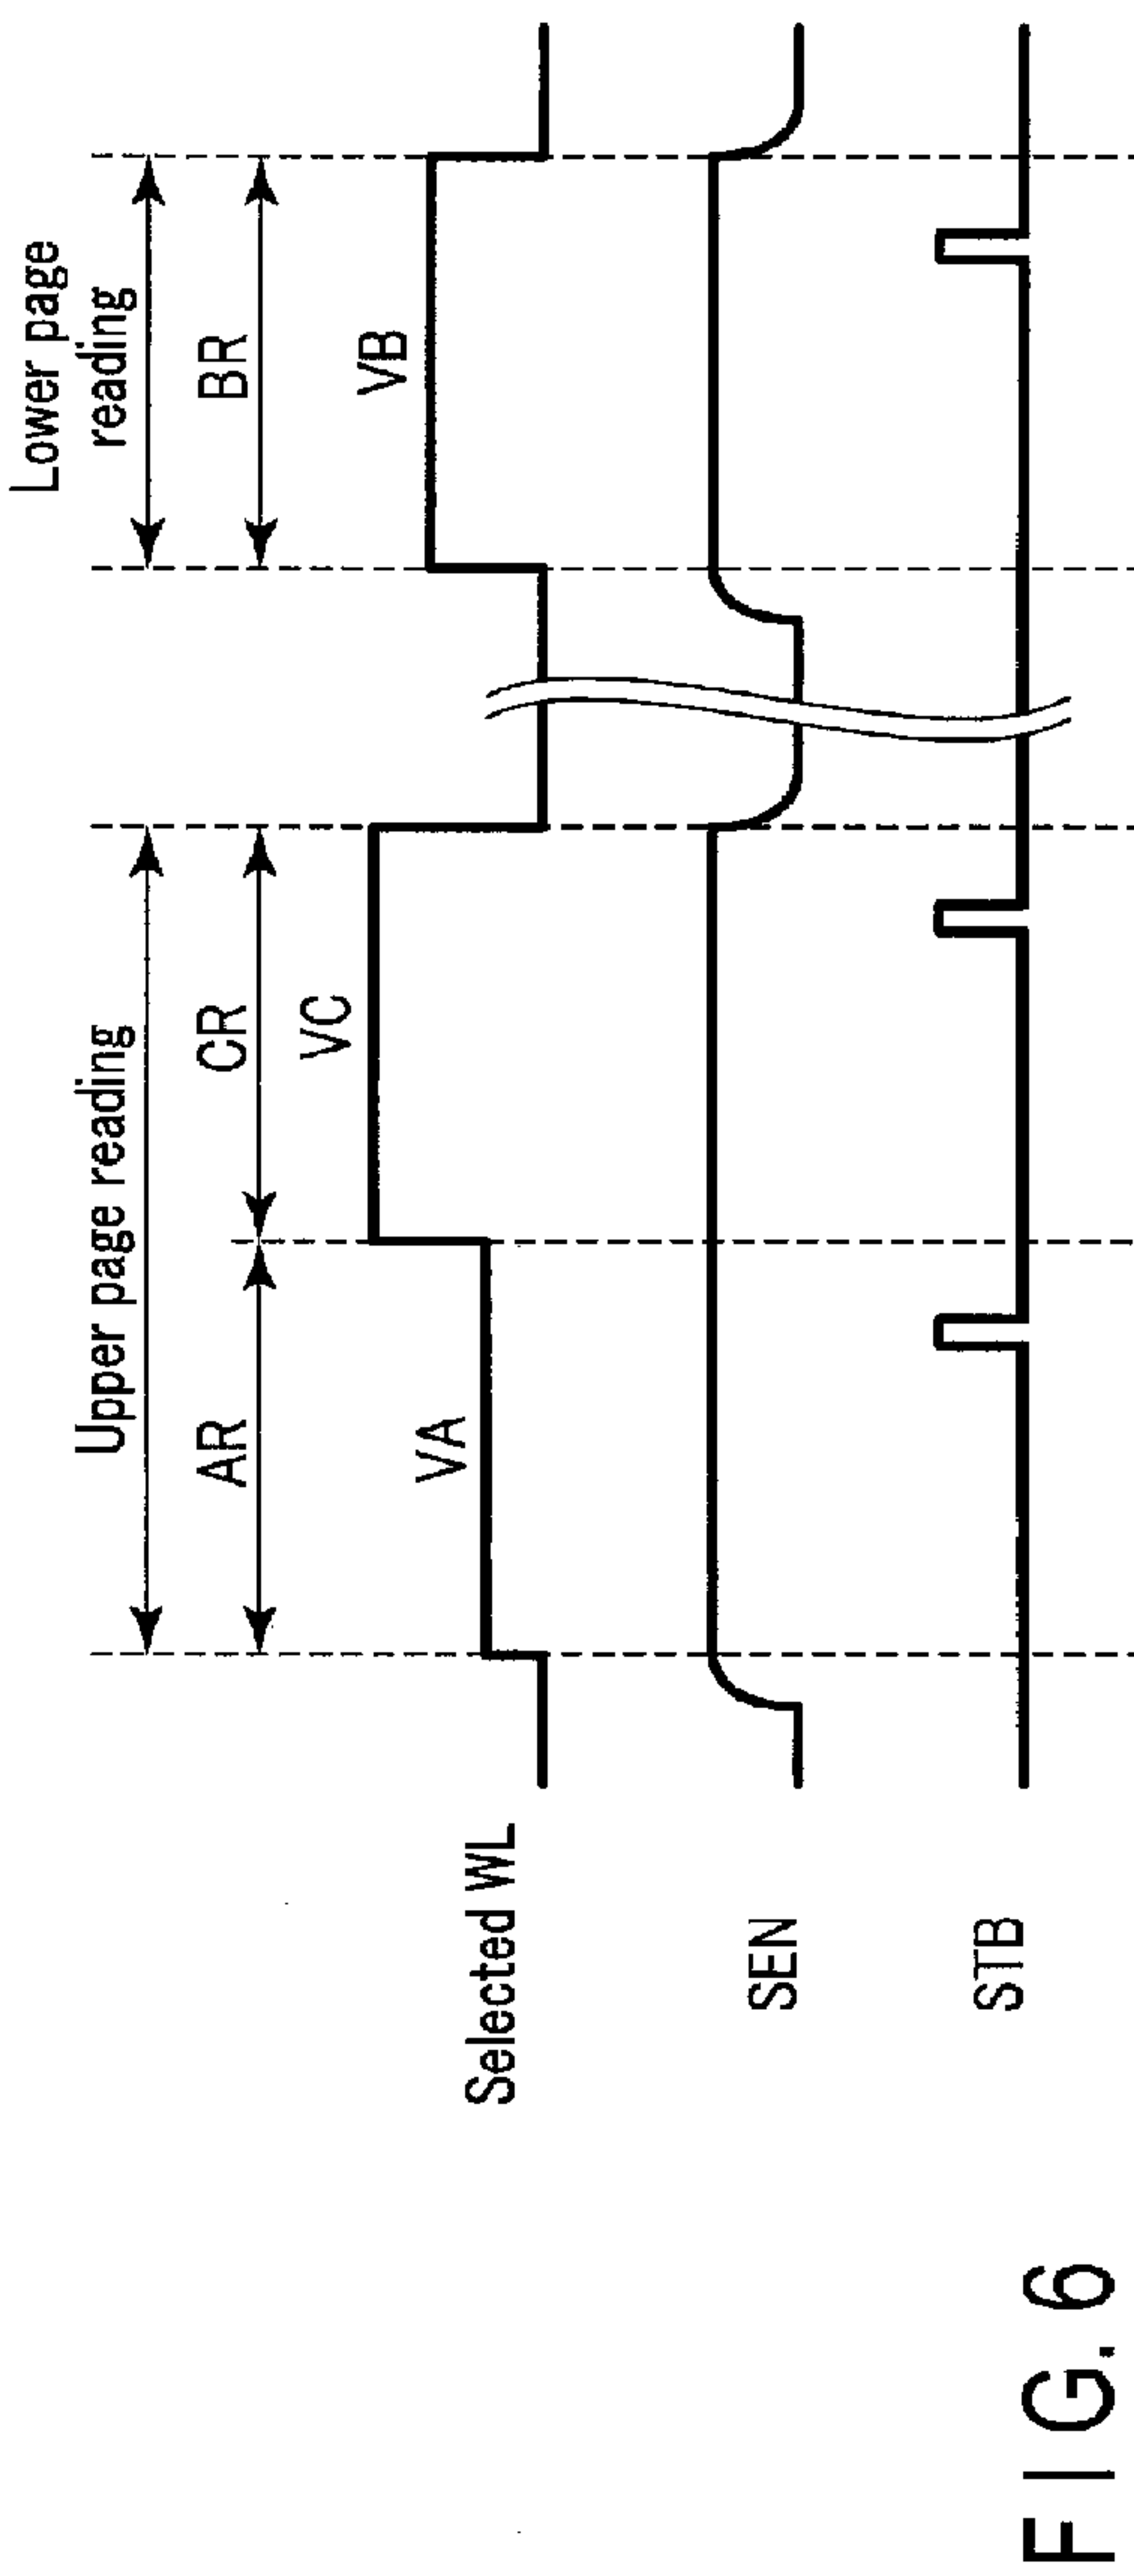 Upper page reading
Lower page
reading
AR
CR
BR
VA
VC
VB
Selected WL
SEN
STB
FIG. 6